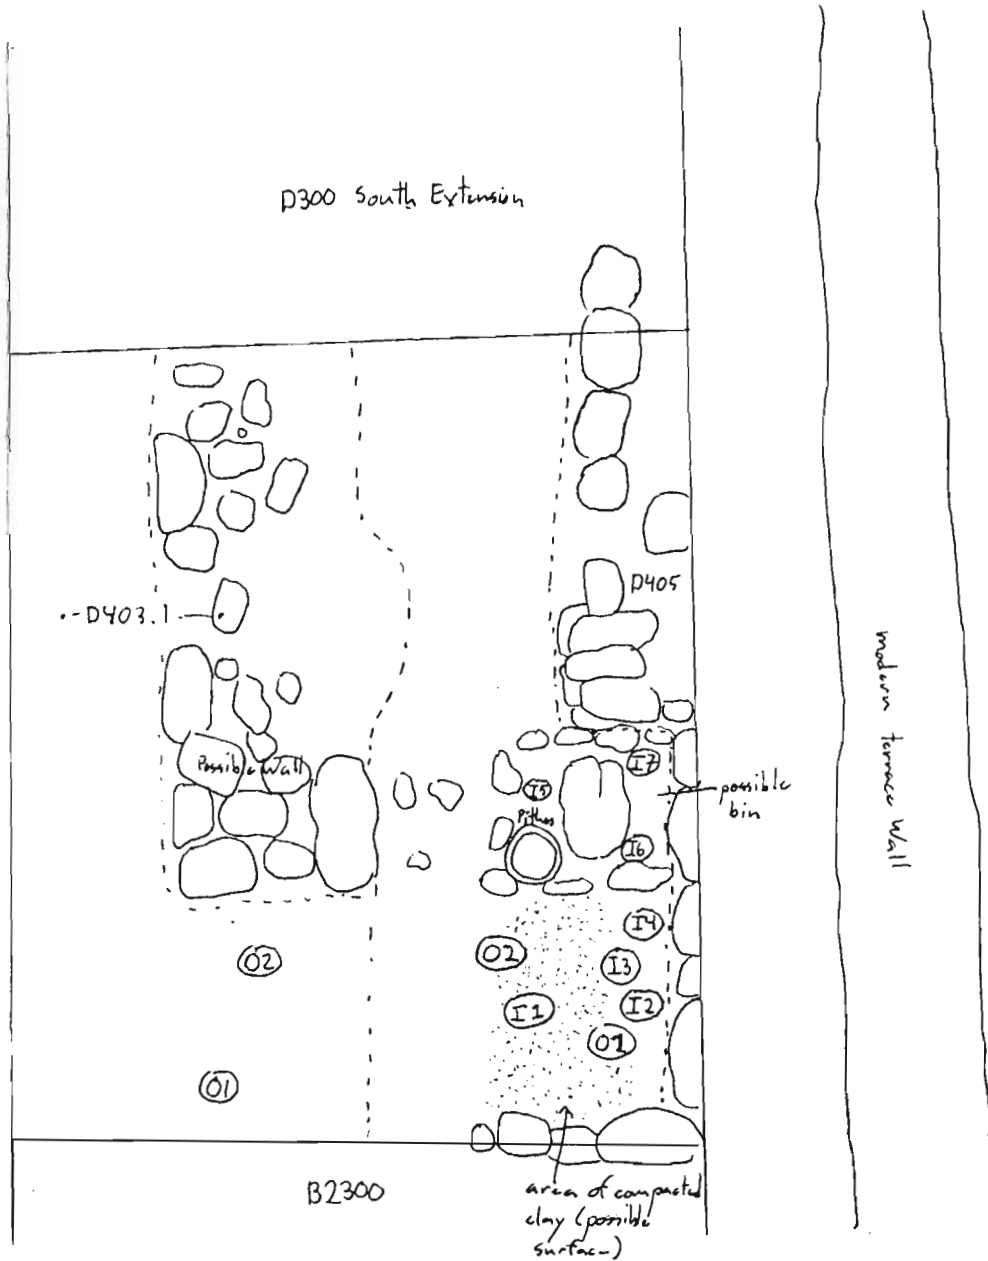 D300 South Extension
D405
D403.1
modern terrace wall
Possible Wall
I7
I5
possible
bin
Pithos
I6
I4
O2
O2
I3
I1
I2
O1
O1
B2300
area of compacted
clay (possible
surface)